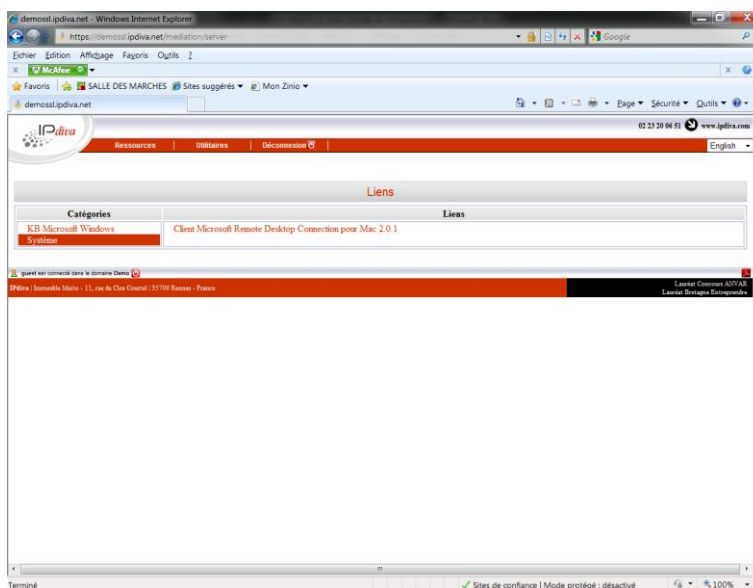 demossl.ipdiva.net - Windows Internet Explorer
https://demossl.ipdiva.net/mediation/server
Google
Fichier Edition Affichage Favoris Outils ?
McAfee
Favoris SALLE DES MARCHES Sites suggérés Mon Zinio
demossl.ipdiva.net
Page Sécurité Outils
IPdiva
02 23 20 06 51 www.ipdiva.com
Ressources | Utilitaires | Déconnexion |
English
Liens
Catégories Liens
KB Microsoft Windows Client Microsoft Remote Desktop Connection pour Mac 2.0.1
Système
guest est connecté dans le domaine Demo
IPdiva | Immeuble - 11, rue du Clos Courtel | 35700 Rennes - France
Lauréat Concours ANVAR
Lauréat Bretagne Entreprendre
Terminé
Sites de confiance | Mode protégé : désactivé
100%